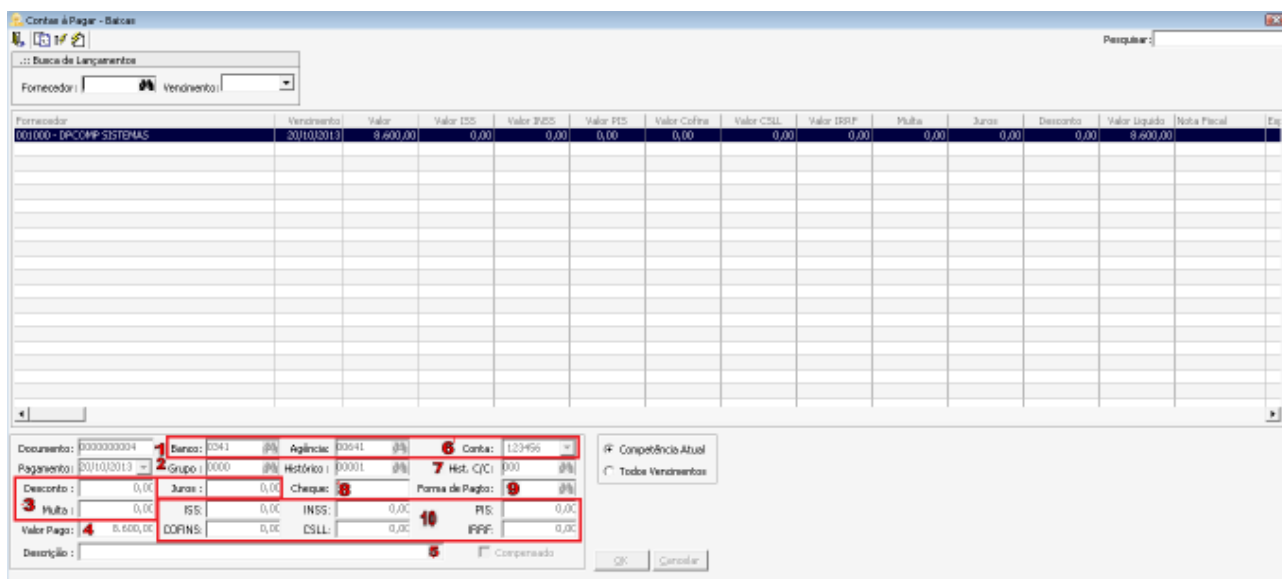 Contas à Pagar - Baixas
Pesquisar:
.:: Busca de Lançamentos
Fornecedor: Vencimento:
Fornecedor Vencimento Valor Valor ISS Valor INSS Valor PIS Valor Cofins Valor CSLL Valor IRRF Multa Juros Desconto Valor Liquido Nota Fiscal
001000 - DPCOMP SISTEMAS 20/10/2013 8.600,00 0,00 0,00 0,00 0,00 0,00 0,00 0,00 0,00 0,00 8.600,00
Documento: 0000000004 1 Banco: 0341 Agência: 00641 6 Conta: 123456
Pagamento: 20/10/2013 2 Grupo : 0000 Histórico : 00001 7 Hist. C/C: 000
Desconto : 0,00 Juros : 0,00 Cheque: 8 Forma de Pagto: 9
3 Multa : 0,00 ISS: 0,00 INSS: 0,00 10 PIS: 0,00
Valor Pago: 4 8.600,00 COFINS: 0,00 CSLL: 0,00 IRRF: 0,00
Descrição : 5 Compensado
Competência Atual
Todos Vencimentos
OK Cancelar